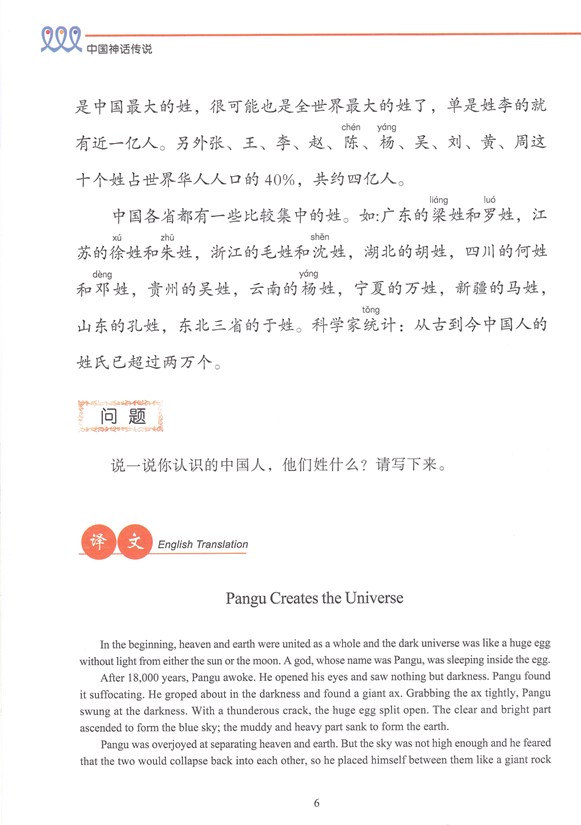 中国神话传说
是中国最大的姓，很可能也是全世界最大的姓了，单是姓李的就
chén yáng
有近一亿人。另外张、王、李、赵、陈、杨、吴、刘、黄、周这
十个姓占世界华人人口的 40%，共约四亿人。
liáng luó
中国各省都有一些比较集中的姓。如:广东的梁姓和罗姓，江
xú zhū shěn
苏的徐姓和朱姓，浙江的毛姓和沈姓，湖北的胡姓，四川的何姓
dèng yáng
和邓姓，贵州的吴姓，云南的杨姓，宁夏的万姓，新疆的马姓，
tǒng
山东的孔姓，东北三省的于姓。科学家统计：从古到今中国人的
姓氏已超过两万个。
问 题
说一说你认识的中国人，他们姓什么？请写下来。
译 文 English Translation
Pangu Creates the Universe
In the beginning, heaven and earth were united as a whole and the dark universe was like a huge egg
without light from either the sun or the moon. A god, whose name was Pangu, was sleeping inside the egg.
After 18,000 years, Pangu awoke. He opened his eyes and saw nothing but darkness. Pangu found
it suffocating. He groped about in the darkness and found a giant ax. Grabbing the ax tightly, Pangu
swung at the darkness. With a thunderous crack, the huge egg split open. The clear and bright part
ascended to form the blue sky; the muddy and heavy part sank to form the earth.
Pangu was overjoyed at separating heaven and earth. But the sky was not high enough and he feared
that the two would collapse back into each other, so he placed himself between them like a giant rock
6